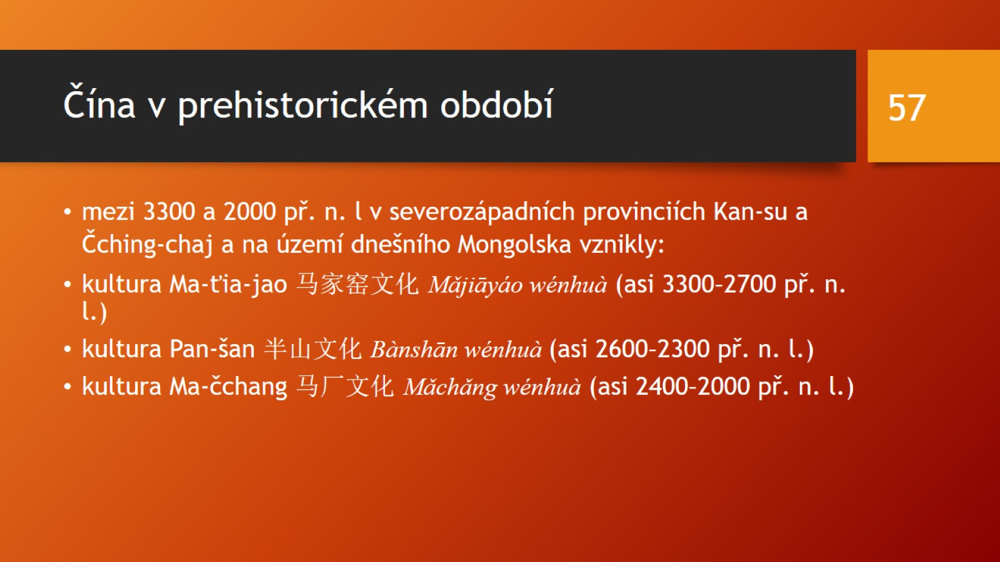 Čína v prehistorickém období
57
• mezi 3300 a 2000 př. n. l v severozápadních provinciích Kan-su a
Čching-chaj a na území dnešního Mongolska vznikly:
• kultura Ma-ťia-jao 马家窑文化 Mǎjiāyáo wénhuà (asi 3300–2700 př. n.
l.)
• kultura Pan-šan 半山文化 Bànshān wénhuà (asi 2600–2300 př. n. l.)
• kultura Ma-čchang 马厂文化 Mǎchǎng wénhuà (asi 2400–2000 př. n. l.)